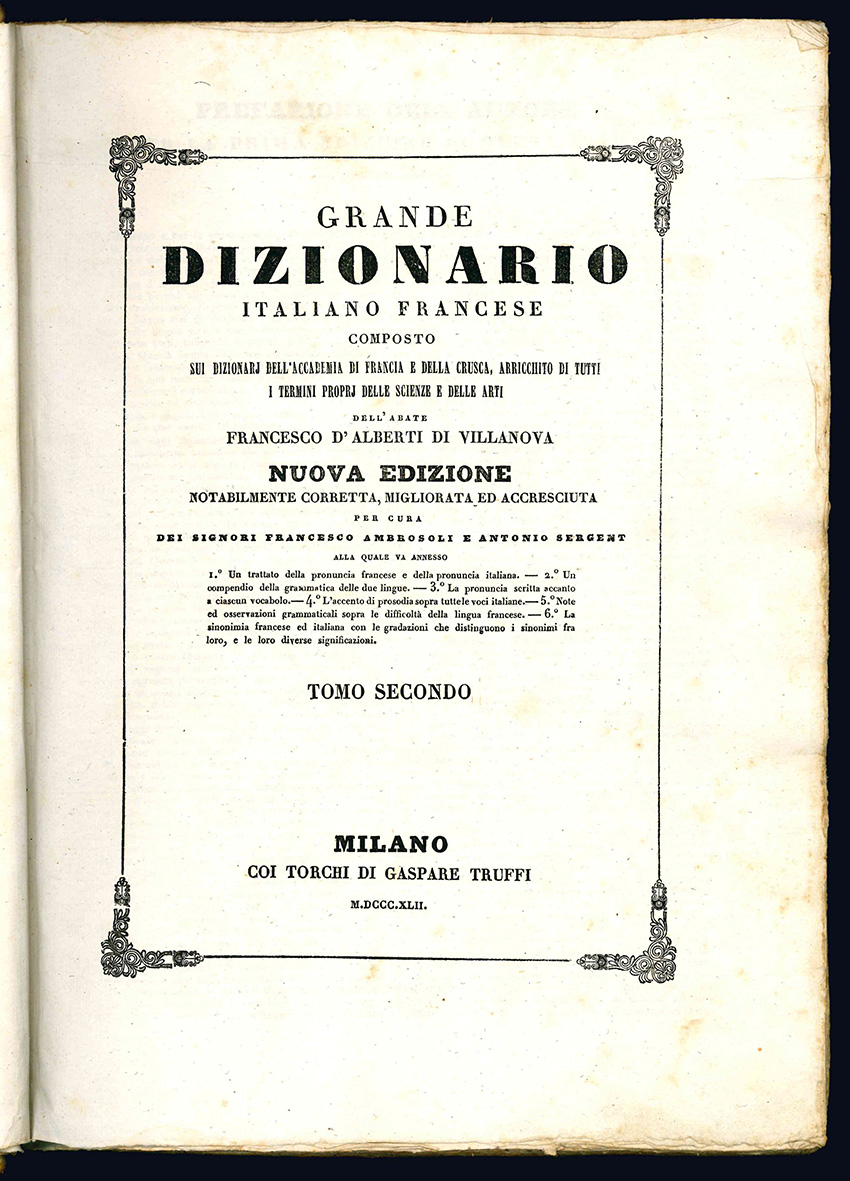 GRANDE
DIZIONARIO
ITALIANO FRANCESE
COMPOSTO
SUI DIZIONARJ DELL'ACCADEMIA DI FRANCIA E DELLA CRUSCA, ARRICCHITO DI TUTTI
I TERMINI PROPRJ DELLE SCIENZE E DELLE ARTI
DELL'ABATE
FRANCESCO D'ALBERTI DI VILLANOVA
NUOVA EDIZIONE
NOTABILMENTE CORRETTA, MIGLIORATA ED ACCRESCIUTA
PER CURA
DEI SIGNORI FRANCESCO AMBROSOLI E ANTONIO SERGENT
ALLA QUALE VA ANNESSO
1.° Un trattato della pronuncia francese e della pronuncia italiana. — 2.° Un
compendio della grammatica delle due lingue. — 3.° La pronuncia scritta accanto
a ciascun vocabolo.— 4.° L'accento di prosodia sopra tutte le voci italiane.— 5.° Note
ed osservazioni grammaticali sopra le difficoltà della lingua francese. — 6.° La
sinonimia francese ed italiana con le gradazioni che distinguono i sinonimi fra
loro, e le loro diverse significazioni.
TOMO SECONDO
MILANO
COI TORCHI DI GASPARE TRUFFI
M.DCCC.XLII.